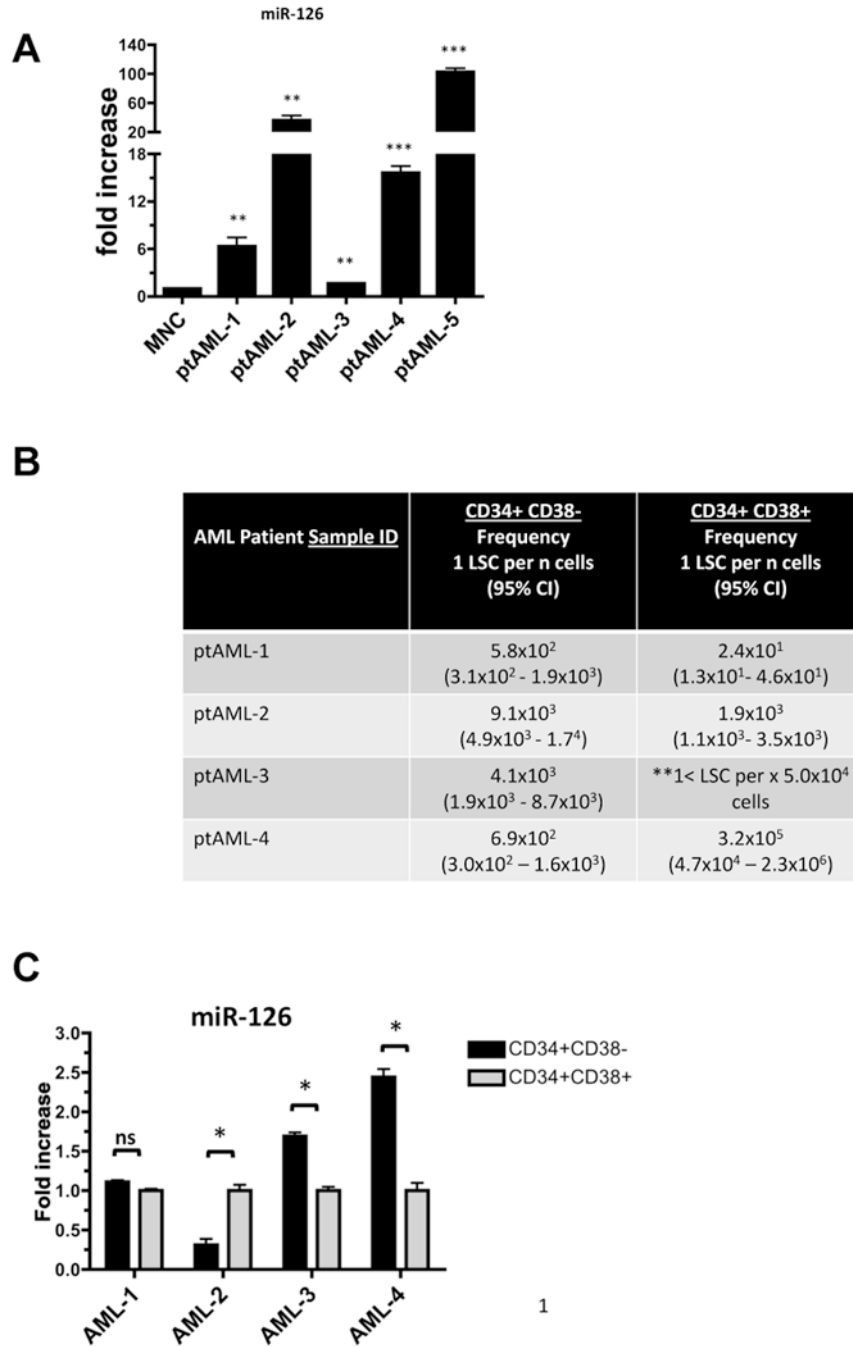 miR-126
A
fold increase
140
100
60
20
18
12
6
0
**
**
**
***
***
MNC
ptAML-1
ptAML-2
ptAML-3
ptAML-4
ptAML-5
B
AML Patient Sample ID
CD34+ CD38-
Frequency
1 LSC per n cells
(95% CI)
CD34+ CD38+
Frequency
1 LSC per n cells
(95% CI)
ptAML-1
5.8x10²
(3.1x10² - 1.9x10³)
2.4x10¹
(1.3x10¹- 4.6x10¹)
ptAML-2
9.1x10³
(4.9x10³ - 1.7⁴)
1.9x10³
(1.1x10³- 3.5x10³)
ptAML-3
4.1x10³
(1.9x10³ - 8.7x10³)
**1< LSC per x 5.0x10⁴
cells
ptAML-4
6.9x10²
(3.0x10² – 1.6x10³)
3.2x10⁵
(4.7x10⁴ – 2.3x10⁶)
C
miR-126
Fold increase
3.0
2.5
2.0
1.5
1.0
0.5
0.0
ns
*
*
*
CD34+CD38-
CD34+CD38+
AML-1
AML-2
AML-3
AML-4
1